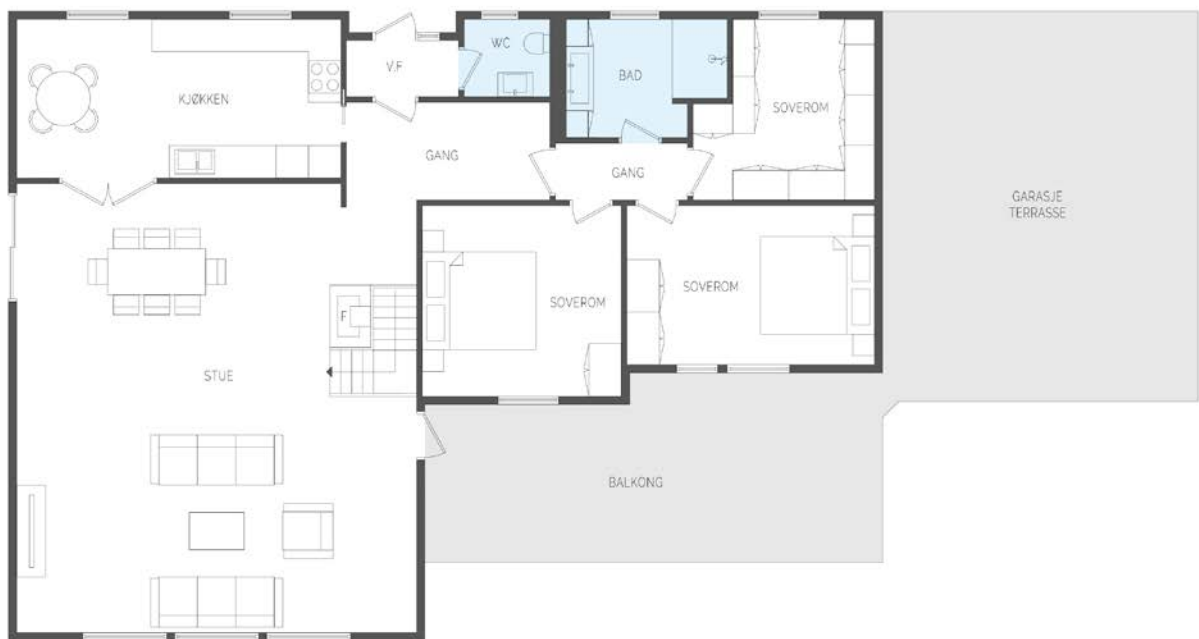 WC
V.F
BAD
KJØKKEN
SOVEROM
GANG
GANG
GARASJE
TERRASSE
SOVEROM
SOVEROM
F
STUE
BALKONG